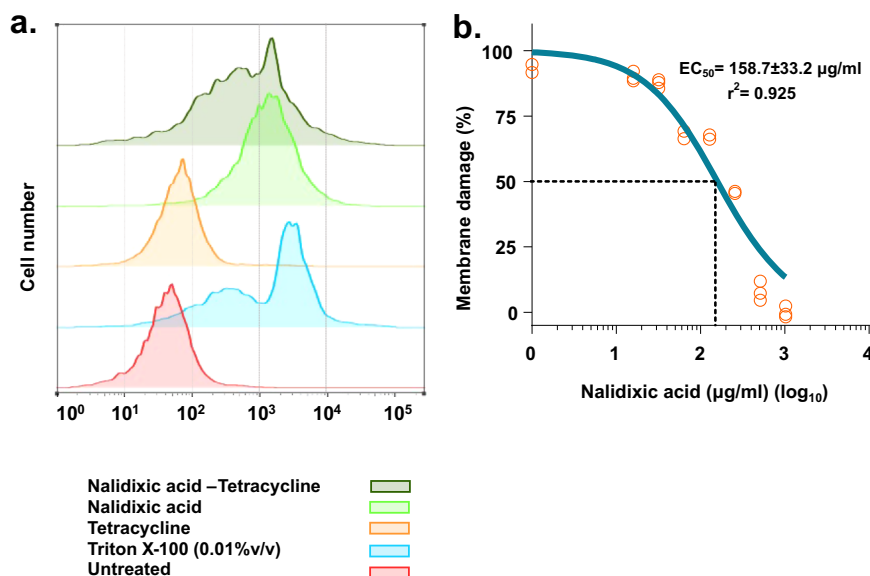 a.
Cell number
10⁰ 10¹ 10² 10³ 10⁴ 10⁵
Nalidixic acid –Tetracycline
Nalidixic acid
Tetracycline
Triton X-100 (0.01%v/v)
Untreated
b.
EC₅₀= 158.7±33.2 µg/ml
r²= 0.925
Membrane damage (%)
100
75
50
25
0
0 1 2 3 4
Nalidixic acid (µg/ml) (log₁₀)